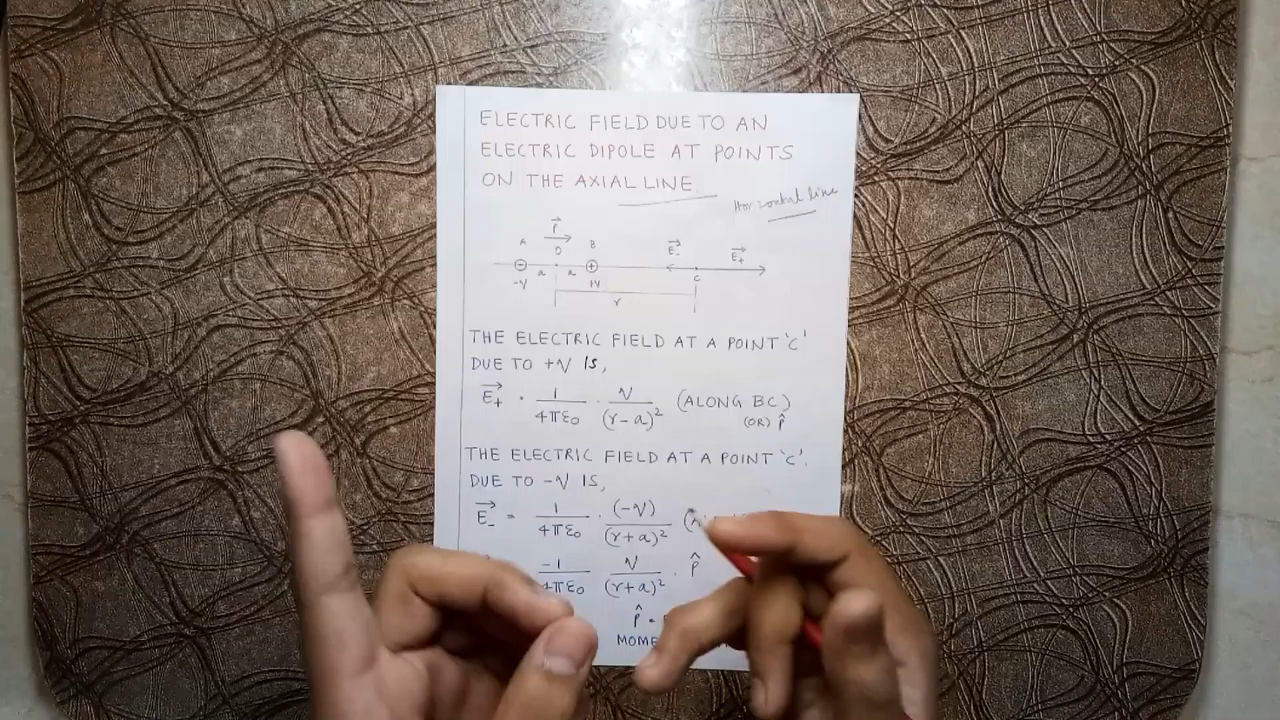 ELECTRIC FIELD DUE TO AN
ELECTRIC DIPOLE AT POINTS
ON THE AXIAL LINE
Horizontal line
P⃗
A O B E⃗₋ E⃗₊
⊖ a a ⊕ C
-q +q
r
THE ELECTRIC FIELD AT A POINT 'C'
DUE TO +q IS,
E⃗₊ = 1/4πε₀ · q/(r-a)² (ALONG BC)
(OR) p̂
THE ELECTRIC FIELD AT A POINT 'C'.
DUE TO -q IS,
E⃗₋ = 1/4πε₀ · (-q)/(r+a)²
-1/4πε₀ q/(r+a)² · p̂
p̂ =